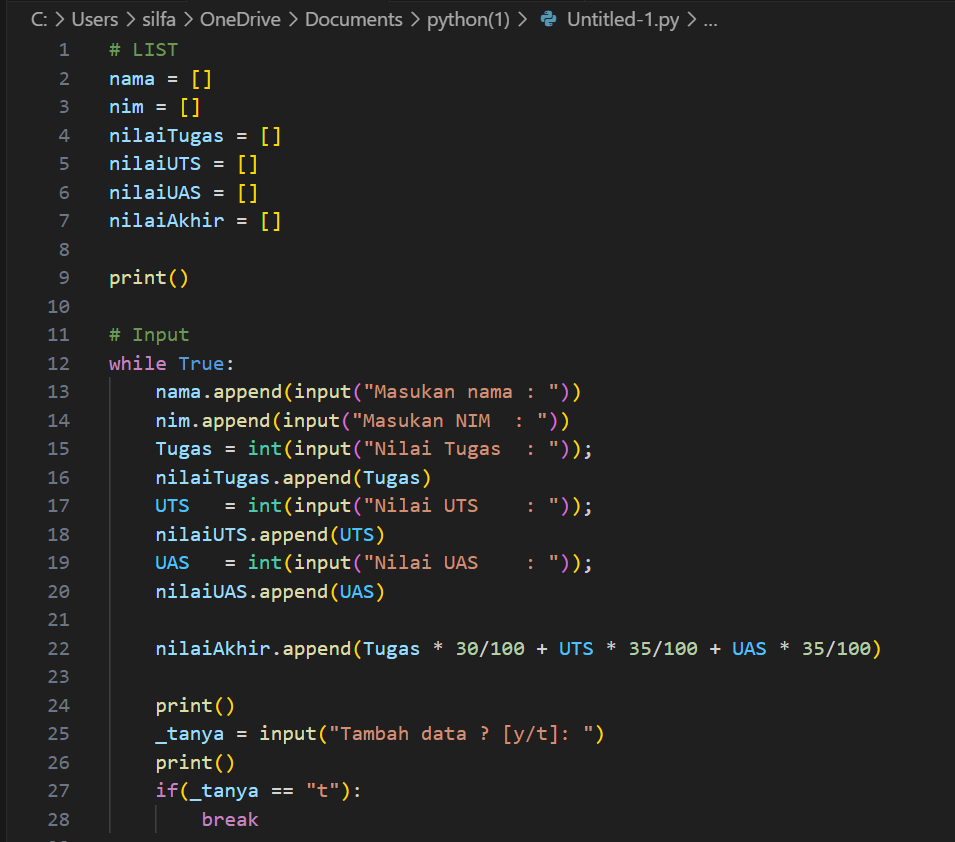 C: > Users > silfa > OneDrive > Documents > python(1) > Untitled-1.py > ...
1 # LIST
2 nama = []
3 nim = []
4 nilaiTugas = []
5 nilaiUTS = []
6 nilaiUAS = []
7 nilaiAkhir = []
8
9 print()
10
11 # Input
12 while True:
13     nama.append(input("Masukan nama : "))
14     nim.append(input("Masukan NIM  : "))
15     Tugas = int(input("Nilai Tugas  : "));
16     nilaiTugas.append(Tugas)
17     UTS   = int(input("Nilai UTS    : "));
18     nilaiUTS.append(UTS)
19     UAS   = int(input("Nilai UAS    : "));
20     nilaiUAS.append(UAS)
21
22     nilaiAkhir.append(Tugas * 30/100 + UTS * 35/100 + UAS * 35/100)
23
24     print()
25     _tanya = input("Tambah data ? [y/t]: ")
26     print()
27     if(_tanya == "t"):
28         break